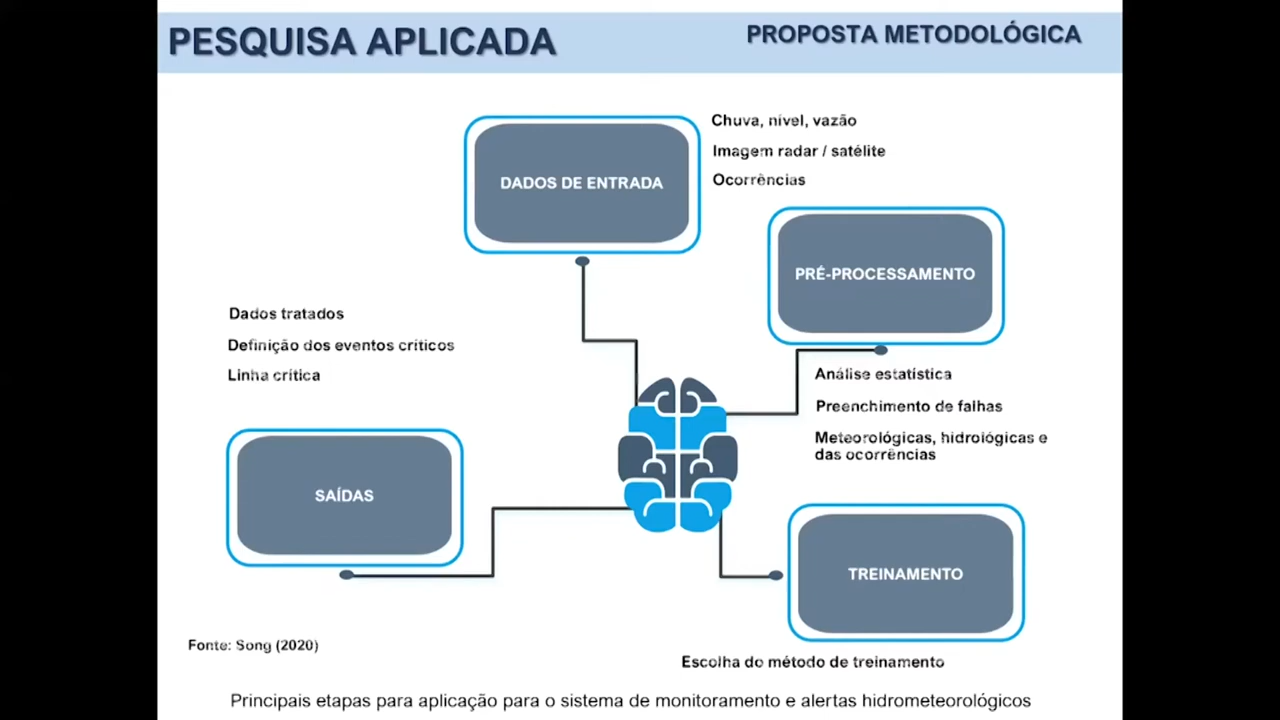 PESQUISA APLICADA
PROPOSTA METODOLÓGICA
DADOS DE ENTRADA
Chuva, nível, vazão
Imagem radar / satélite
Ocorrências
PRÉ-PROCESSAMENTO
Análise estatística
Preenchimento de falhas
Meteorológicas, hidrológicas e
das ocorrências
Dados tratados
Definição dos eventos críticos
Linha crítica
SAÍDAS
TREINAMENTO
Escolha do método de treinamento
Fonte: Song (2020)
Principais etapas para aplicação para o sistema de monitoramento e alertas hidrometeorológicos